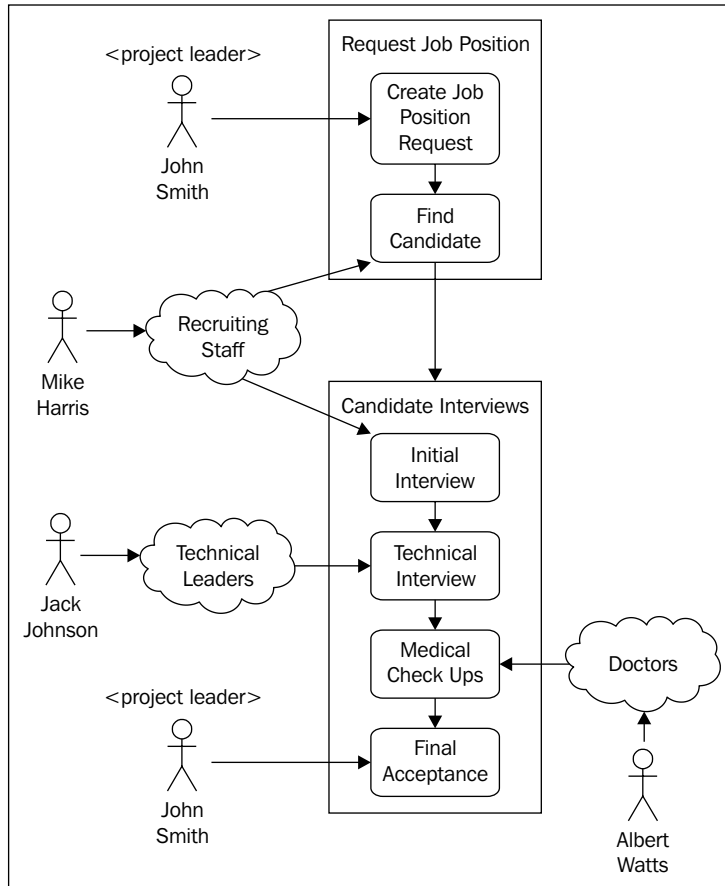 <project leader>
John
Smith
Request Job Position
Create Job
Position
Request
Find
Candidate
Mike
Harris
Recruiting
Staff
Candidate Interviews
Initial
Interview
Jack
Johnson
Technical
Leaders
Technical
Interview
Medical
Check Ups
Doctors
<project leader>
John
Smith
Final
Acceptance
Albert
Watts